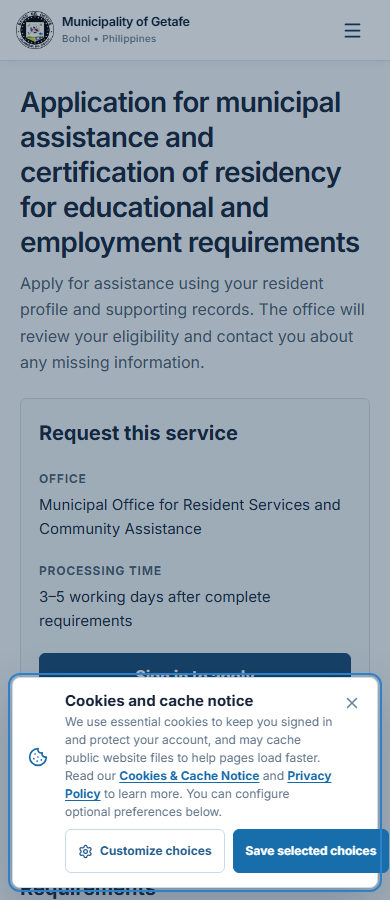 Municipality of Getafe
Bohol • Philippines
Application for municipal
assistance and
certification of residency
for educational and
employment requirements
Apply for assistance using your resident
profile and supporting records. The office will
review your eligibility and contact you about
any missing information.
Request this service
OFFICE
Municipal Office for Resident Services and
Community Assistance
PROCESSING TIME
3–5 working days after complete
requirements
Sign in to apply
Cookies and cache notice
We use essential cookies to keep you signed in
and protect your account, and may cache
public website files to help pages load faster.
Read our Cookies & Cache Notice and Privacy
Policy to learn more. You can configure
optional preferences below.
Customize choices
Save selected choices
Requirements